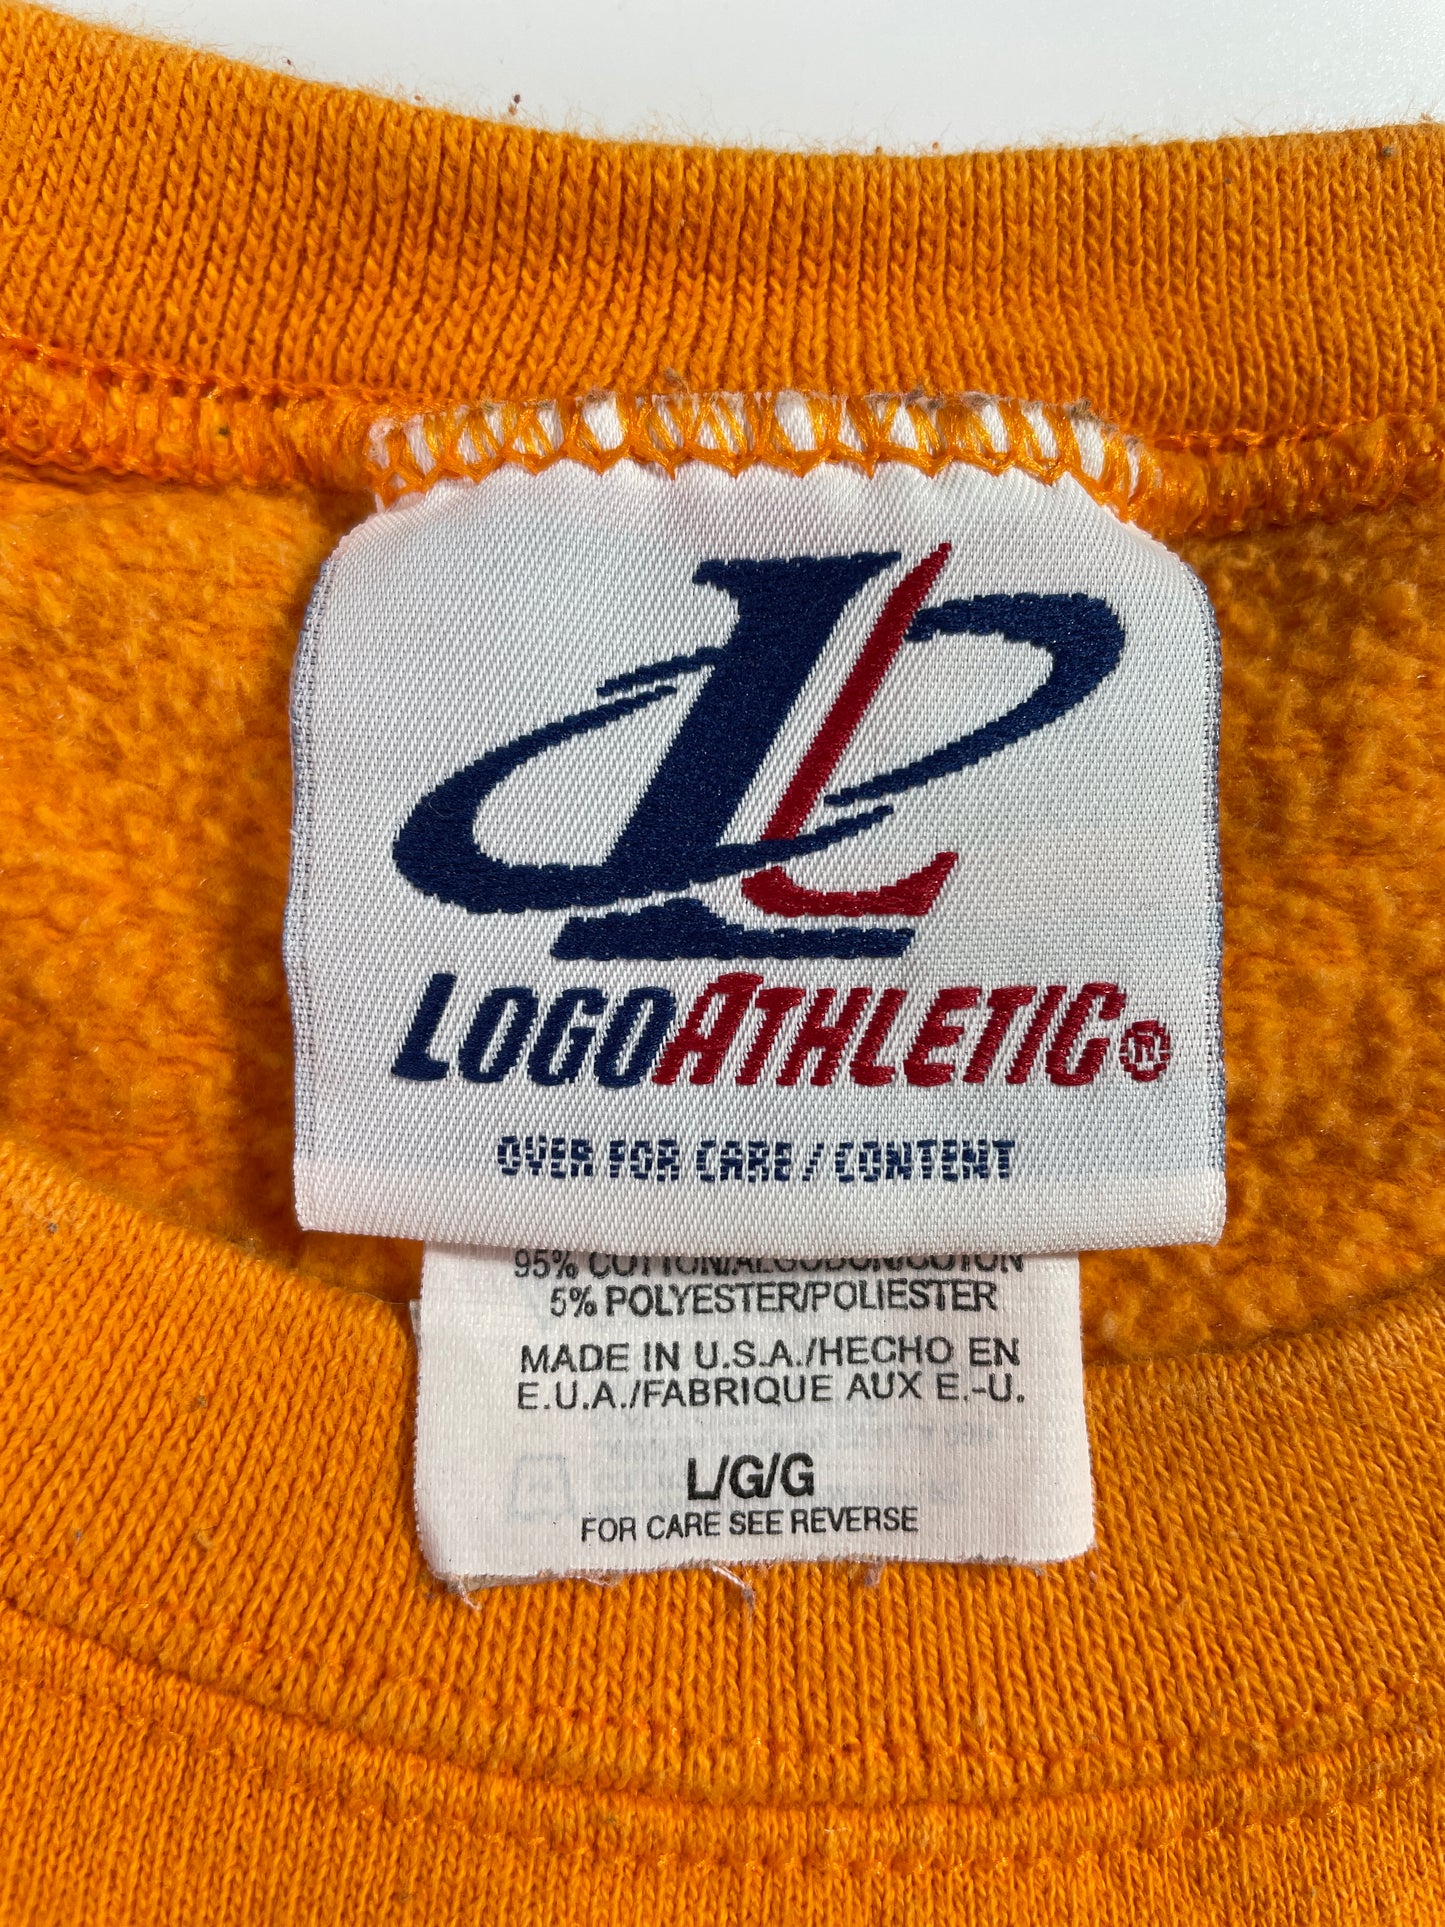 LOGOATHLETIC®
OVER FOR CARE/CONTENT
95% COTTON/ALGODON/COTON
5% POLYESTER/POLIESTER
MADE IN U.S.A./HECHO EN
E.U.A./FABRIQUE AUX E.-U.
L/G/G
FOR CARE SEE REVERSE